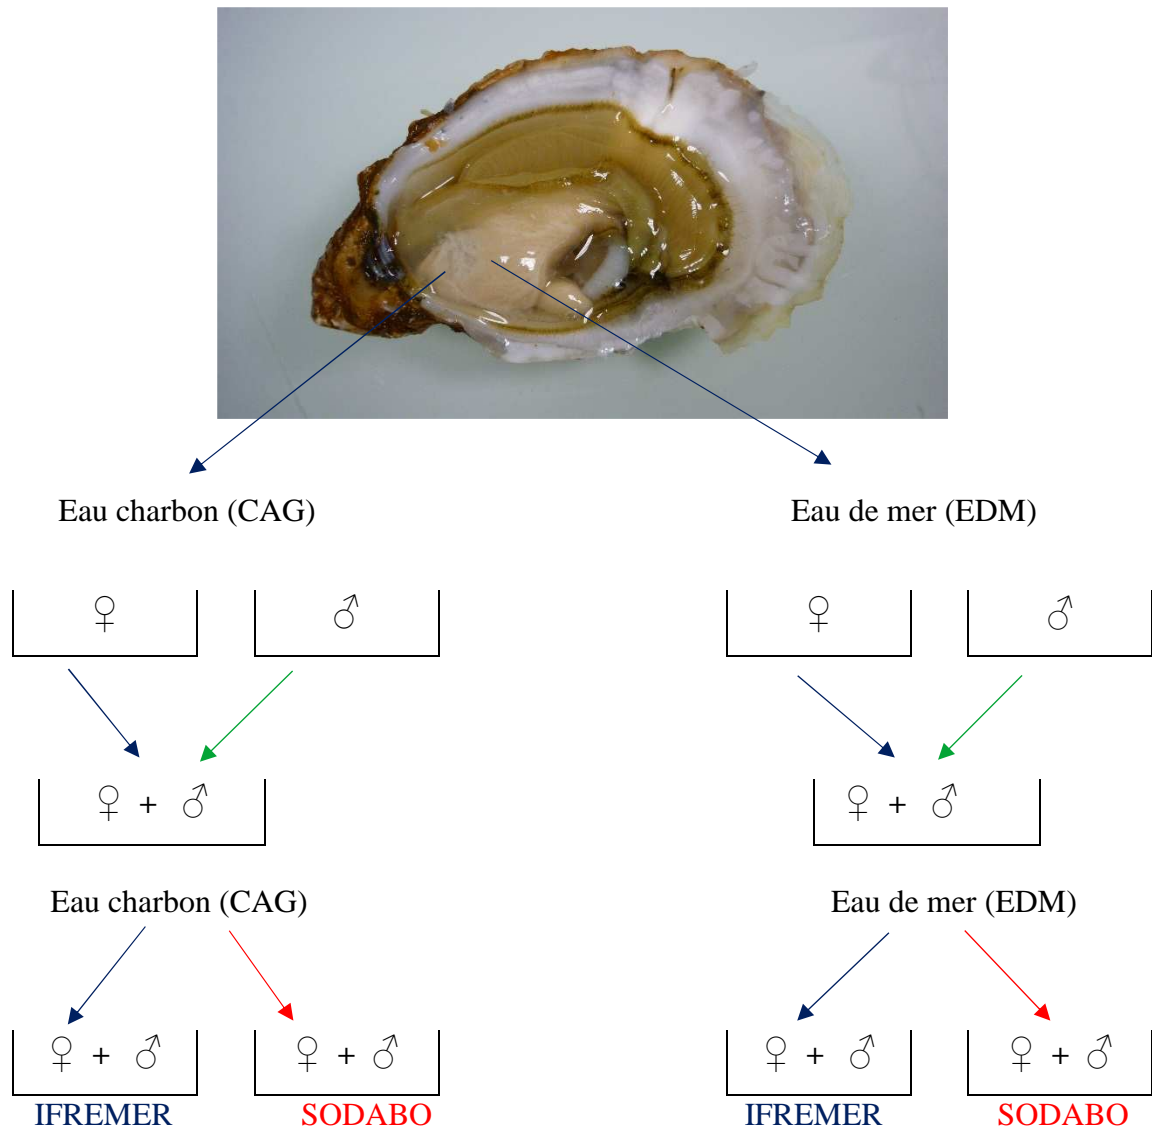 Eau charbon (CAG) Eau de mer (EDM)
♀ ♂ ♀ ♂
♀ + ♂ ♀ + ♂
Eau charbon (CAG) Eau de mer (EDM)
♀ + ♂ ♀ + ♂ ♀ + ♂ ♀ + ♂
IFREMER SODABO IFREMER SODABO